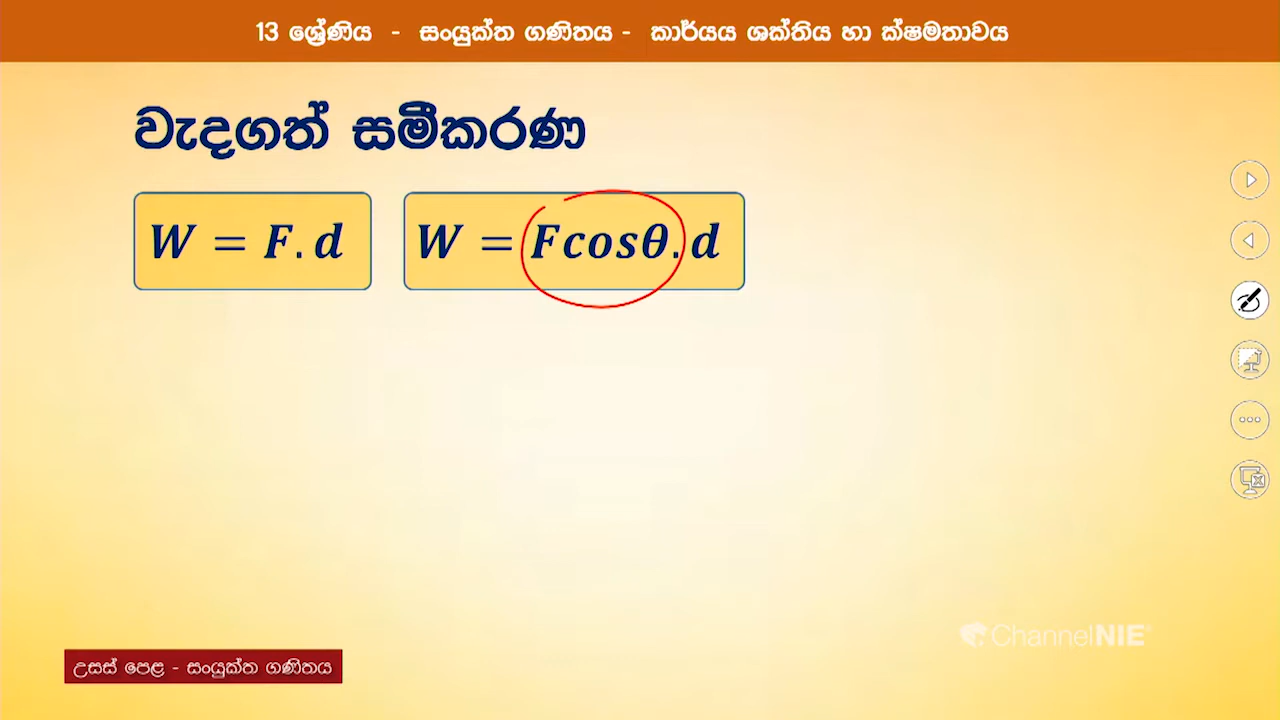 13 ශ්‍රේණිය - සංයුක්ත ගණිතය - කාර්යය ශක්තිය හා ක්ෂමතාවය
වැදගත් සමීකරණ
W = F.d
W = Fcosθ.d
ChannelNIE
උසස් පෙළ - සංයුක්ත ගණිතය